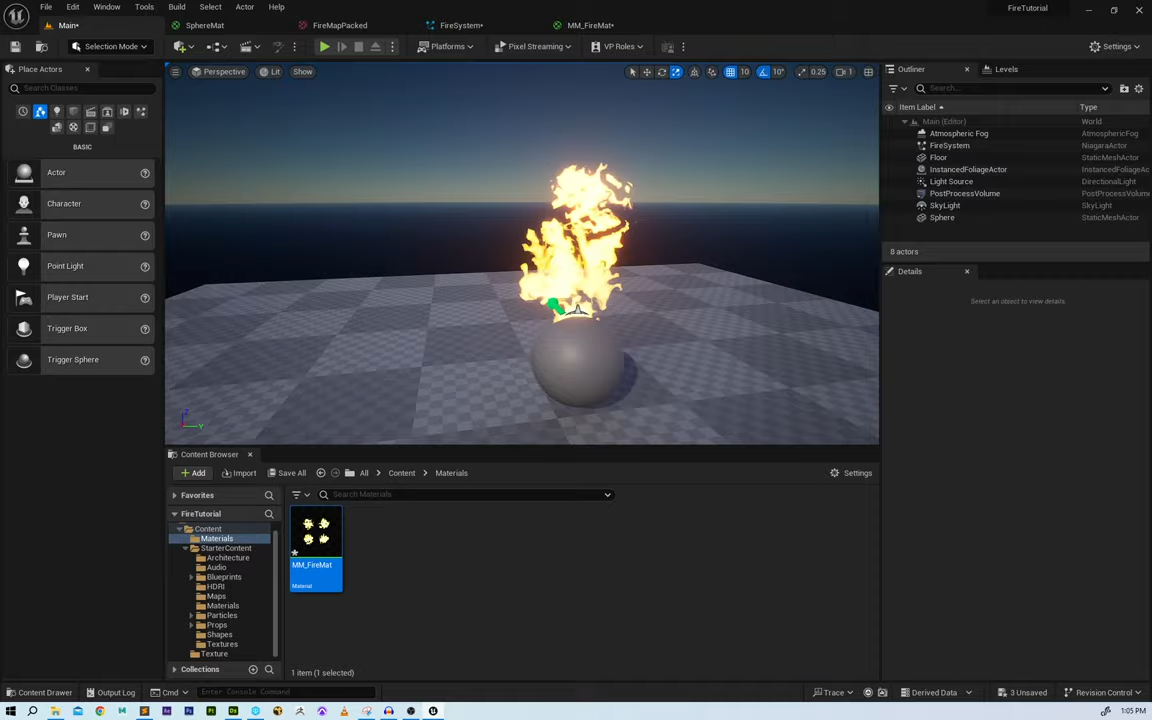 File Edit Window Tools Build Select Actor Help
FireTutorial
Main•
SphereMat
FireMapPacked
FireSystem•
MM_FireMat•
Selection Mode
Platforms
Pixel Streaming
VP Roles
Settings
Place Actors
Search Classes
BASIC
Actor
Character
Pawn
Point Light
Player Start
Trigger Box
Trigger Sphere
Perspective
Lit
Show
10
10°
0.25
1
Z
Y
Outliner
Levels
Search...
Item Label
Type
Main (Editor)
World
Atmospheric Fog
AtmosphericFog
FireSystem
NiagaraActor
Floor
StaticMeshActor
InstancedFoliageActor
InstancedFoliageAc
Light Source
DirectionalLight
PostProcessVolume
PostProcessVolum
SkyLight
SkyLight
Sphere
StaticMeshActor
8 actors
Details
Select an object to view details.
Content Browser
Add
Import
Save All
All
Content
Materials
Settings
Favorites
FireTutorial
Content
Materials
StarterContent
Architecture
Audio
Blueprints
HDRI
Maps
Materials
Particles
Props
Shapes
Textures
Texture
Collections
Search Materials
MM_FireMat
Material
1 item (1 selected)
Content Drawer
Output Log
Cmd
Enter Console Command
Trace
Derived Data
3 Unsaved
Revision Control
1:05 PM